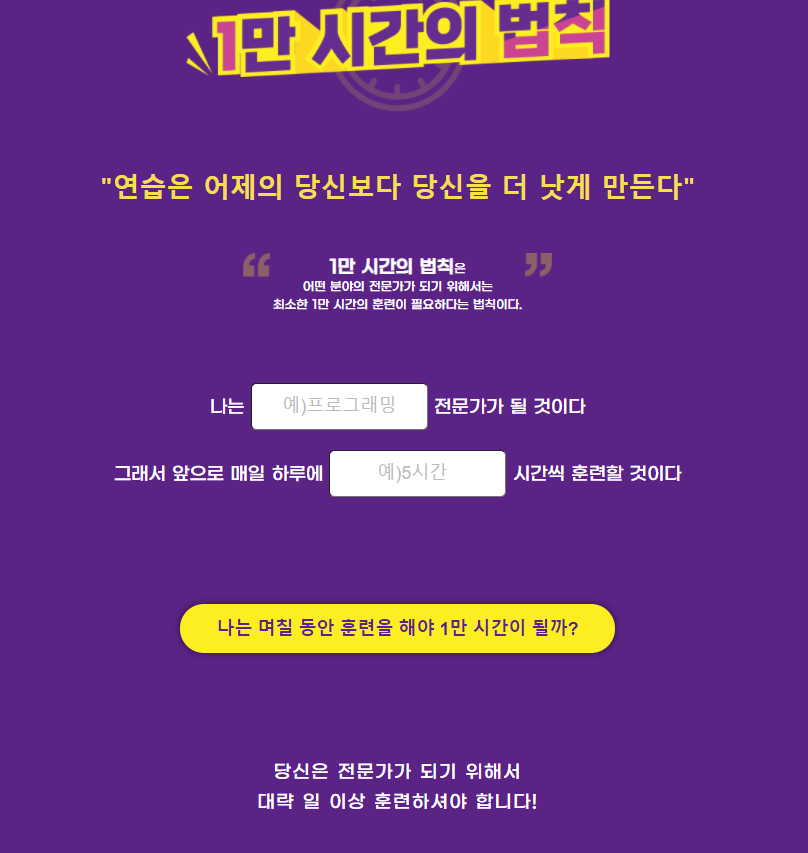 1만 시간의 법칙
"연습은 어제의 당신보다 당신을 더 낫게 만든다"
“ 1만 시간의 법칙은 ”
어떤 분야의 전문가가 되기 위해서는
최소한 1만 시간의 훈련이 필요하다는 법칙이다.
나는 예)프로그래밍 전문가가 될 것이다
그래서 앞으로 매일 하루에 예)5시간 시간씩 훈련할 것이다
나는 며칠 동안 훈련을 해야 1만 시간이 될까?
당신은 전문가가 되기 위해서
대략 일 이상 훈련하셔야 합니다!